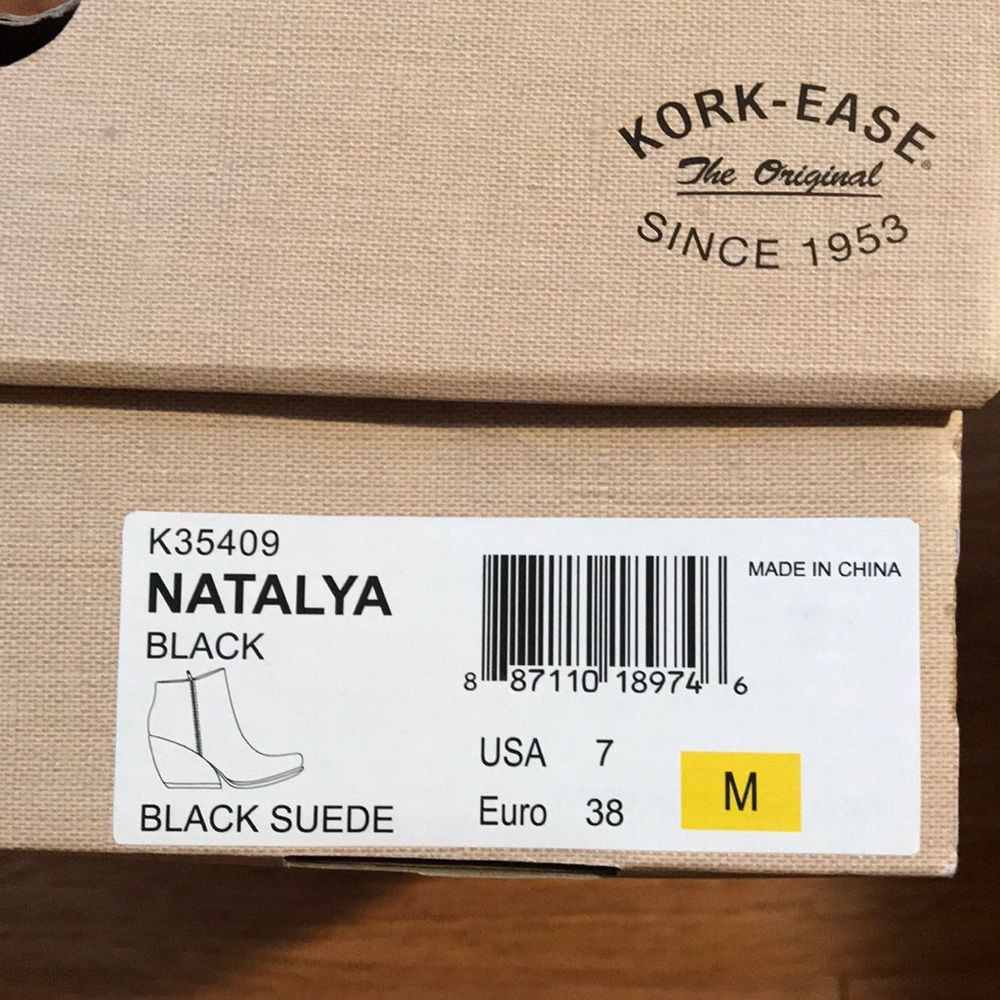 KORK-EASE®
The Original
SINCE 1953
K35409
NATALYA
BLACK
BLACK SUEDE
8 87110 18974 6
MADE IN CHINA
USA 7
Euro 38
M